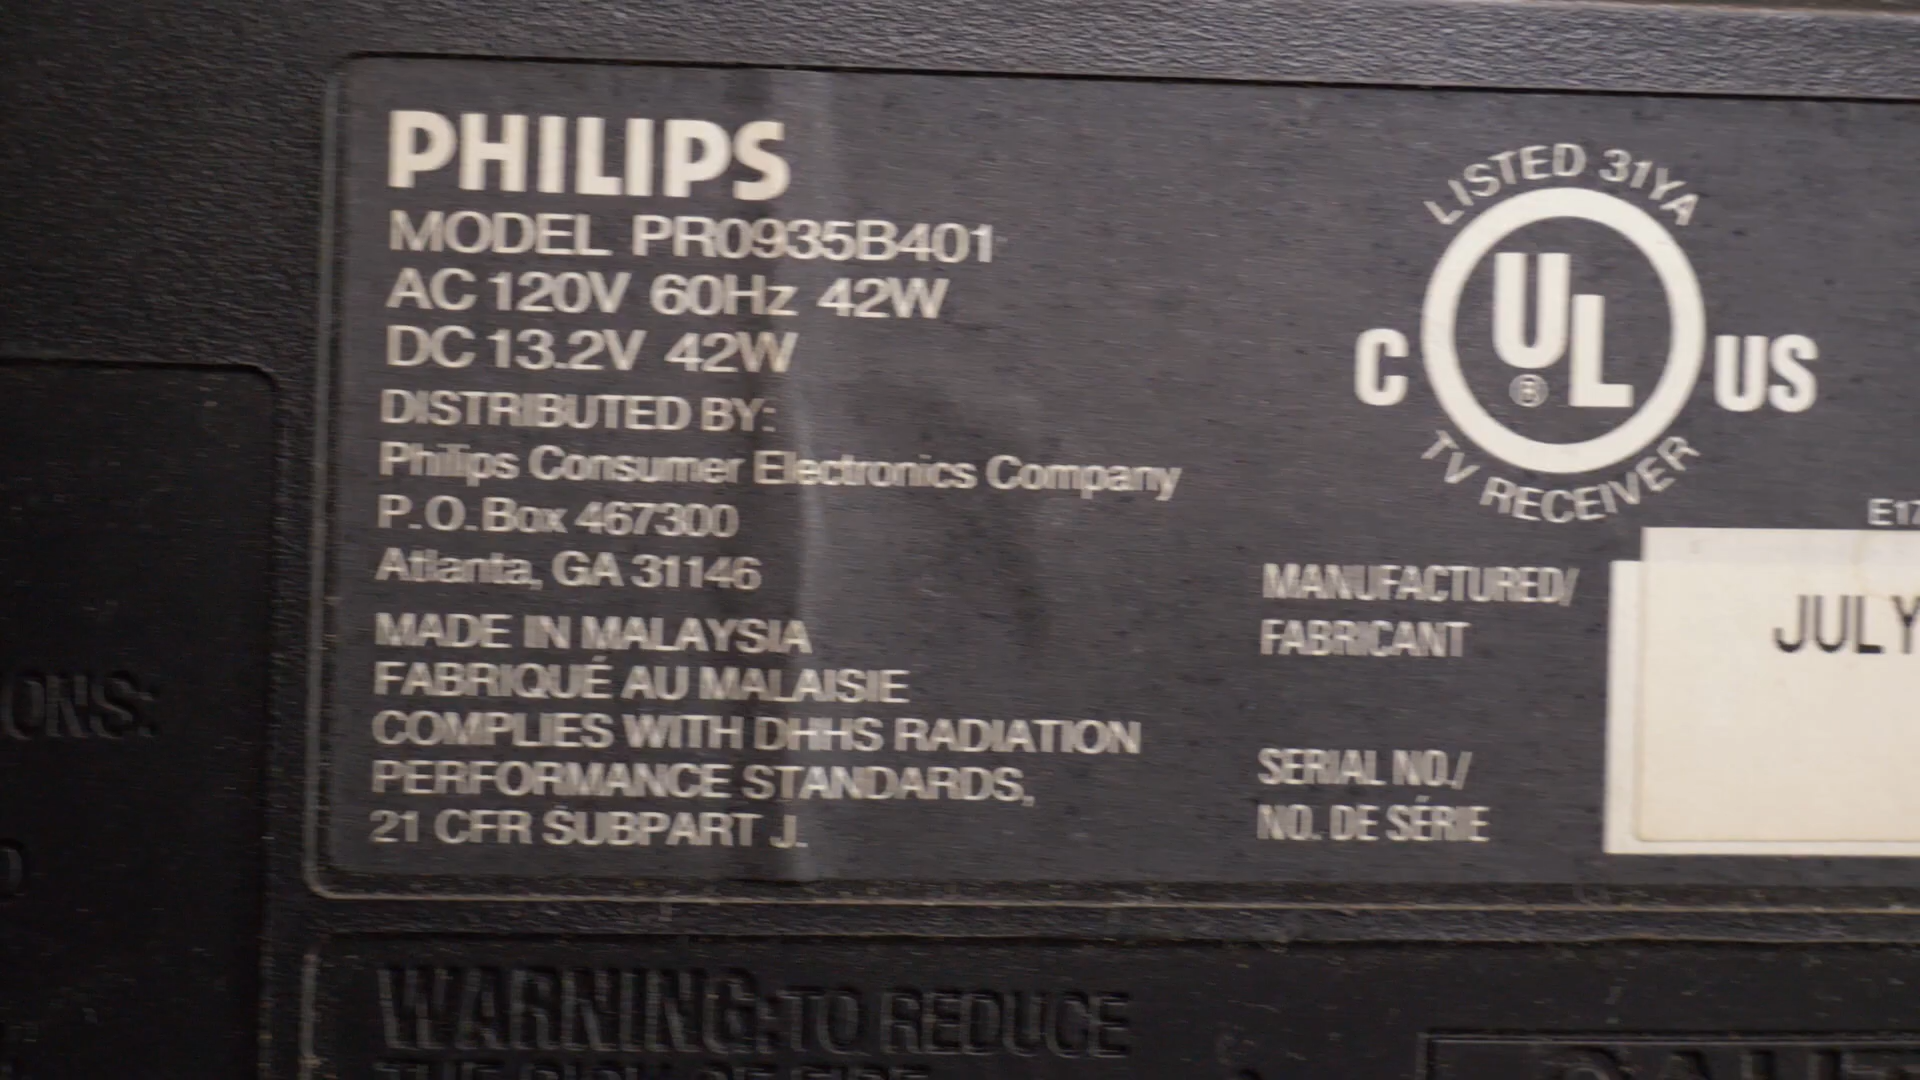 PHILIPS
MODEL PR0935B401
AC 120V 60Hz 42W
DC 13.2V 42W
DISTRIBUTED BY:
Philips Consumer Electronics Company
P.O. Box 467300
Atlanta, GA 31146
MADE IN MALAYSIA
FABRIQUÉ AU MALAISIE
COMPLIES WITH DHHS RADIATION
PERFORMANCE STANDARDS,
21 CFR SUBPART J.
LISTED 31YA
C UL ® US
TV RECEIVER
E17
MANUFACTURED/
FABRICANT
JULY
SERIAL NO./
NO. DE SÉRIE
ONS:
WARNING: TO REDUCE